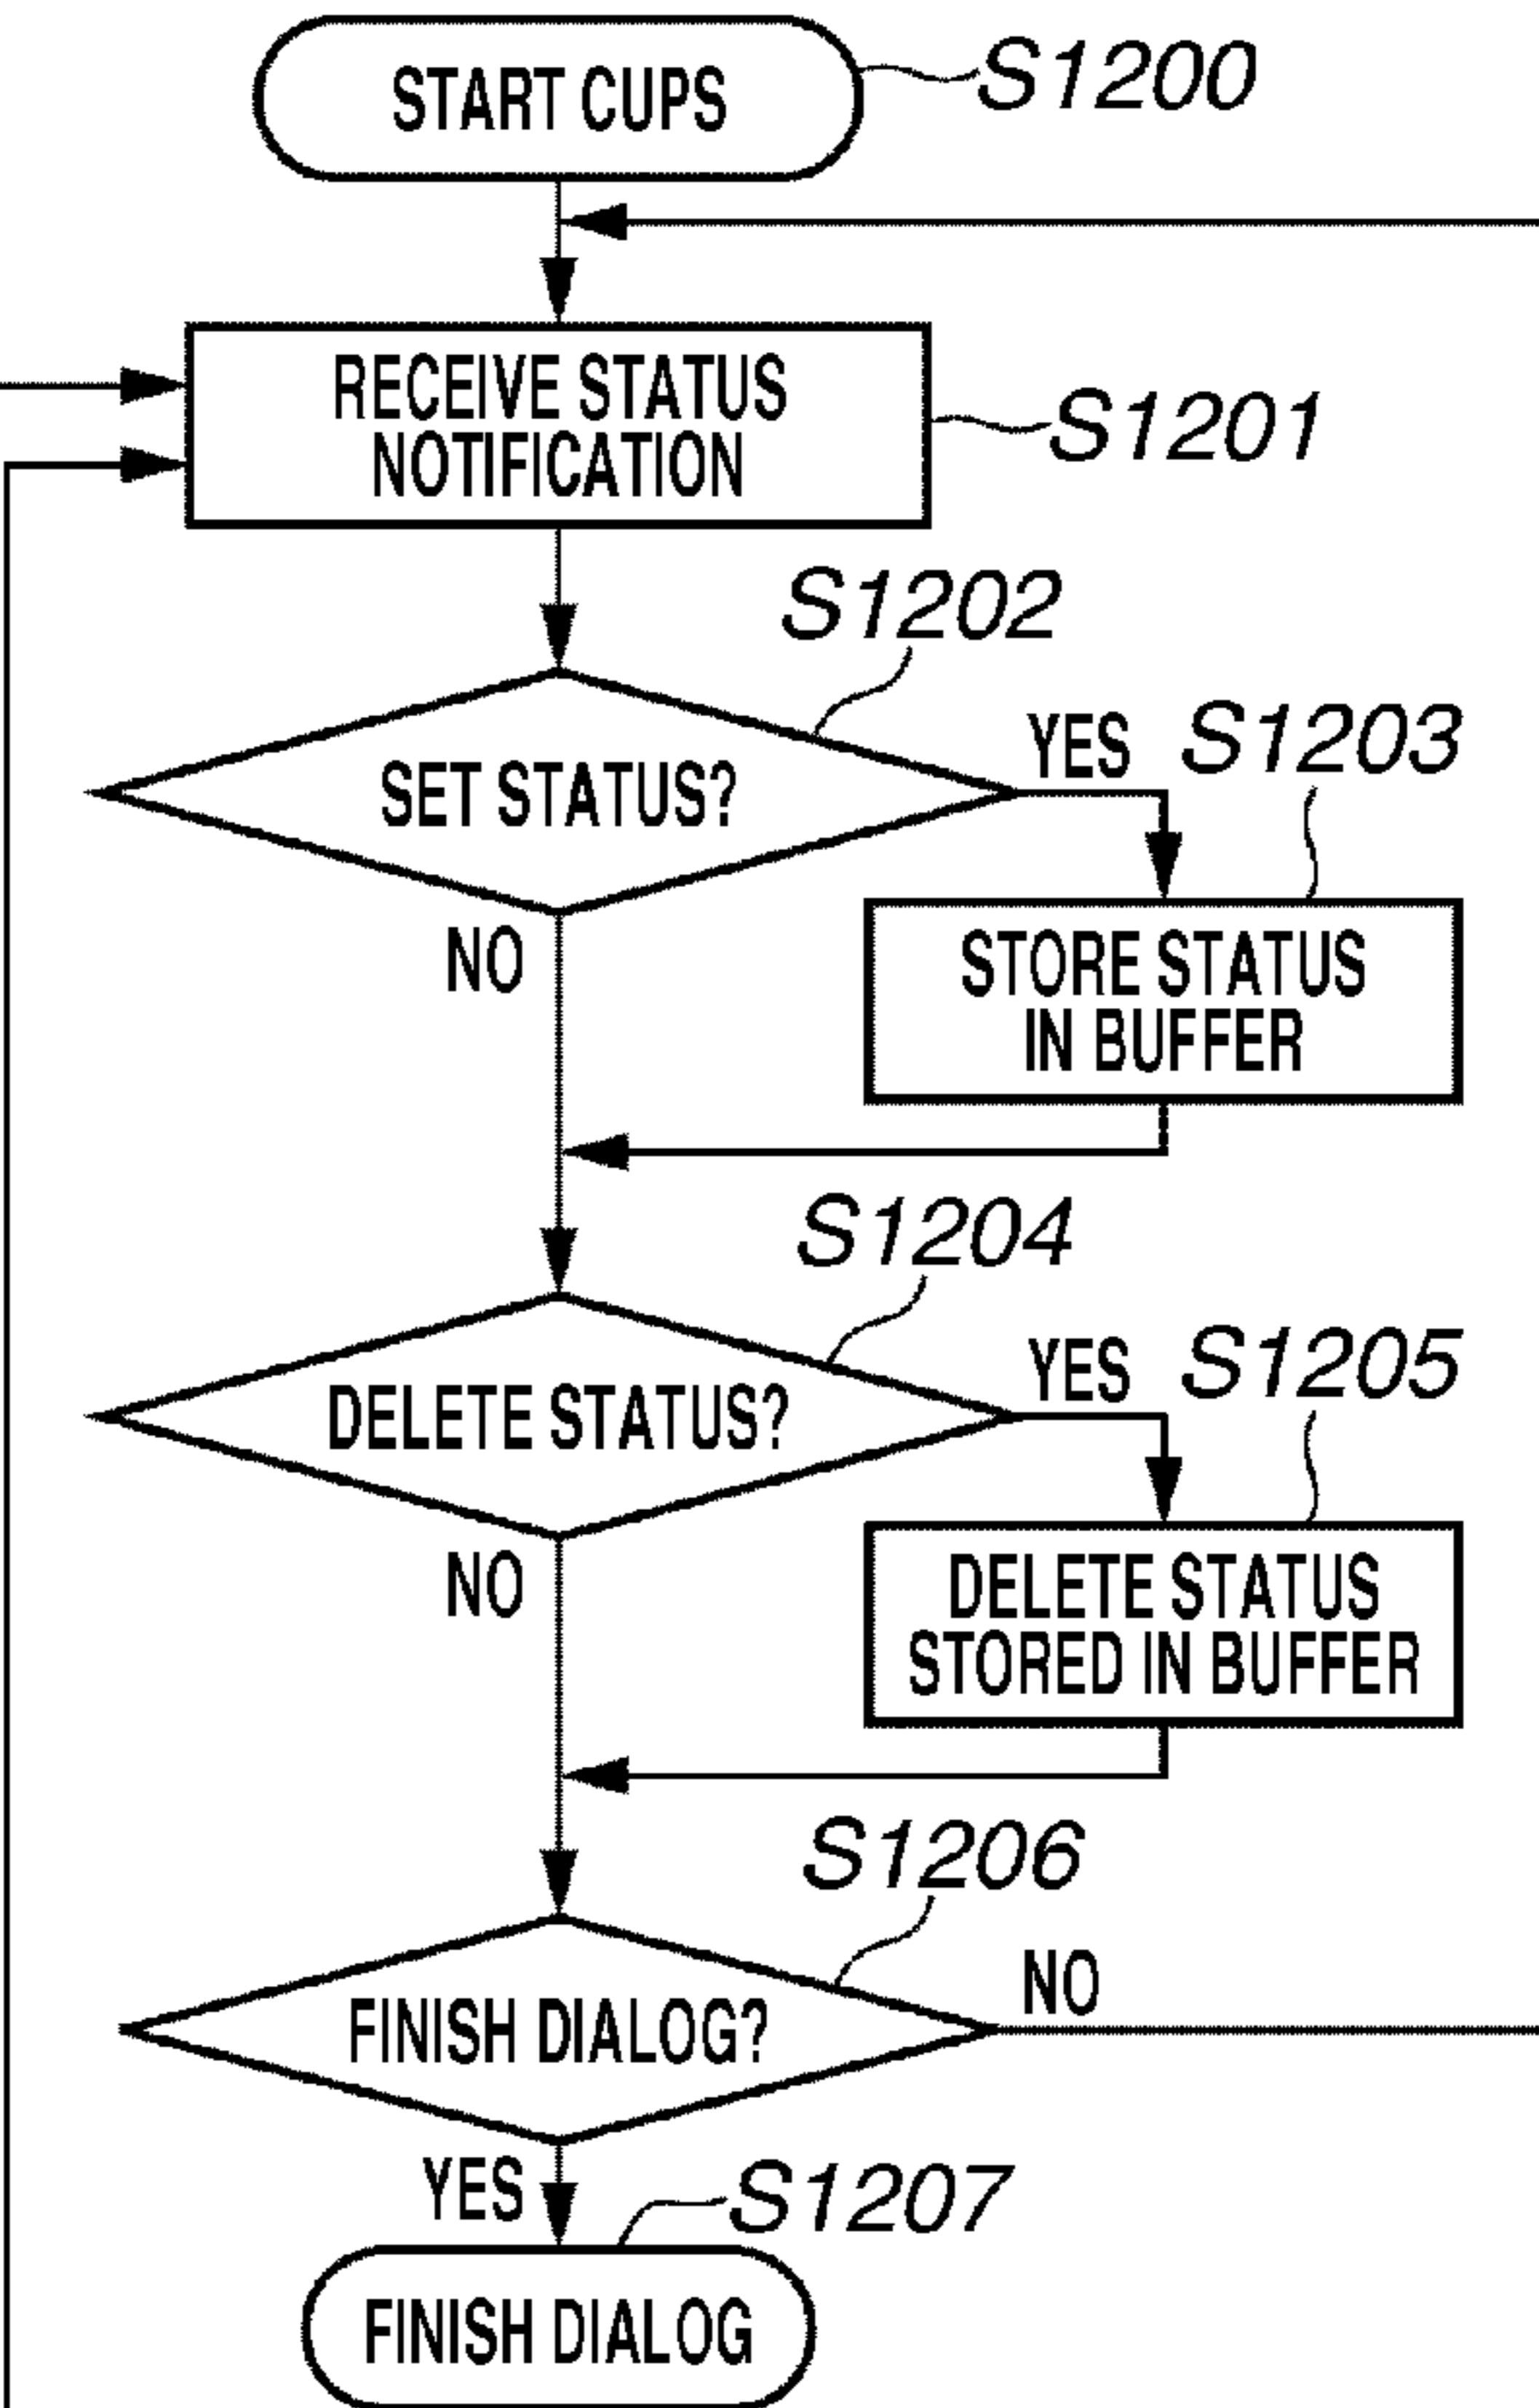 START CUPS
S1200
RECEIVE STATUS
NOTIFICATION
S1201
S1202
SET STATUS?
YES
S1203
NO
STORE STATUS
IN BUFFER
S1204
DELETE STATUS?
YES
S1205
NO
DELETE STATUS
STORED IN BUFFER
S1206
FINISH DIALOG?
NO
YES
S1207
FINISH DIALOG